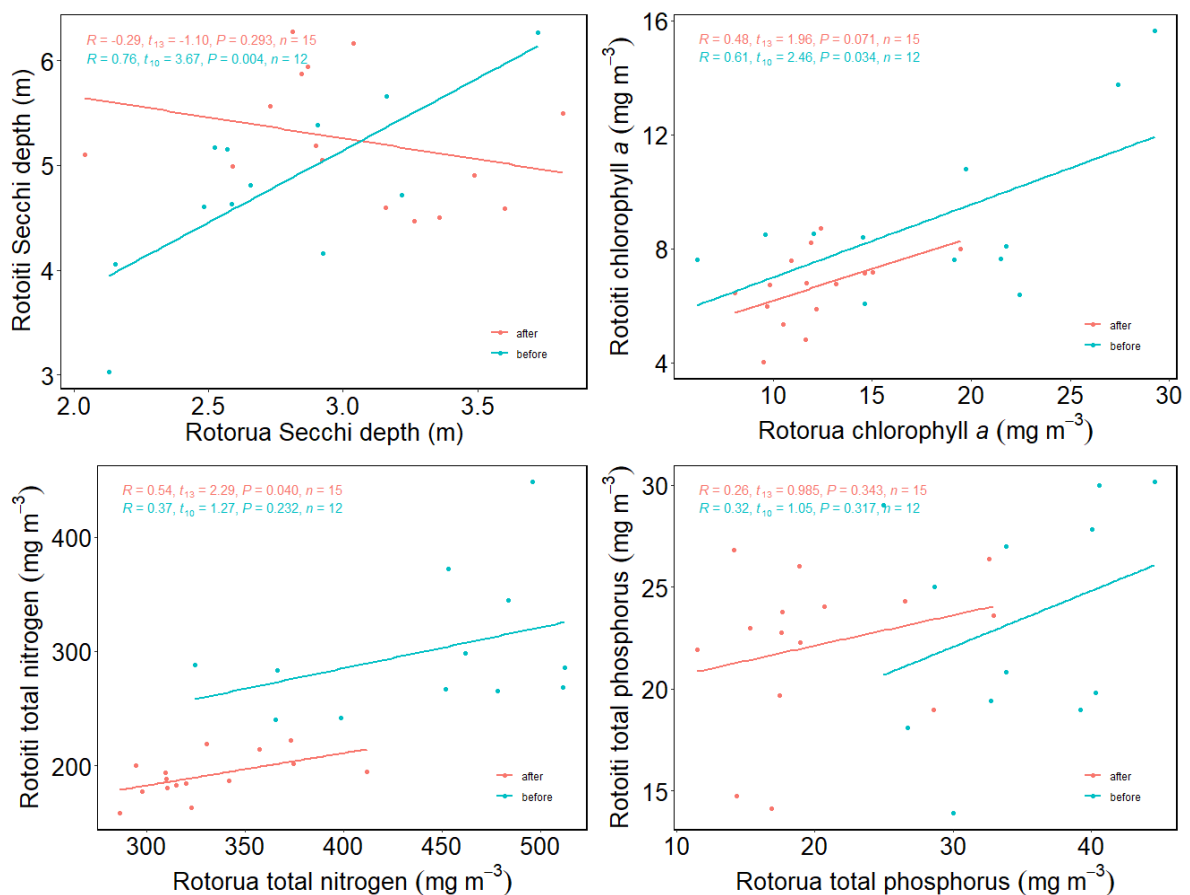 R = -0.29, t₁₃ = -1.10, P = 0.293, n = 15
R = 0.76, t₁₀ = 3.67, P = 0.004, n = 12
6
5
4
3
Rotoiti Secchi depth (m)
after
before
2.0 2.5 3.0 3.5
Rotorua Secchi depth (m)
R = 0.48, t₁₃ = 1.96, P = 0.071, n = 15
R = 0.61, t₁₀ = 2.46, P = 0.034, n = 12
16
12
8
4
Rotoiti chlorophyll a (mg m⁻³)
after
before
10 15 20 25 30
Rotorua chlorophyll a (mg m⁻³)
R = 0.54, t₁₃ = 2.29, P = 0.040, n = 15
R = 0.37, t₁₀ = 1.27, P = 0.232, n = 12
400
300
200
Rotoiti total nitrogen (mg m⁻³)
after
before
300 350 400 450 500
Rotorua total nitrogen (mg m⁻³)
R = 0.26, t₁₃ = 0.985, P = 0.343, n = 15
R = 0.32, t₁₀ = 1.05, P = 0.317, n = 12
30
25
20
15
Rotoiti total phosphorus (mg m⁻³)
after
before
10 20 30 40
Rotorua total phosphorus (mg m⁻³)